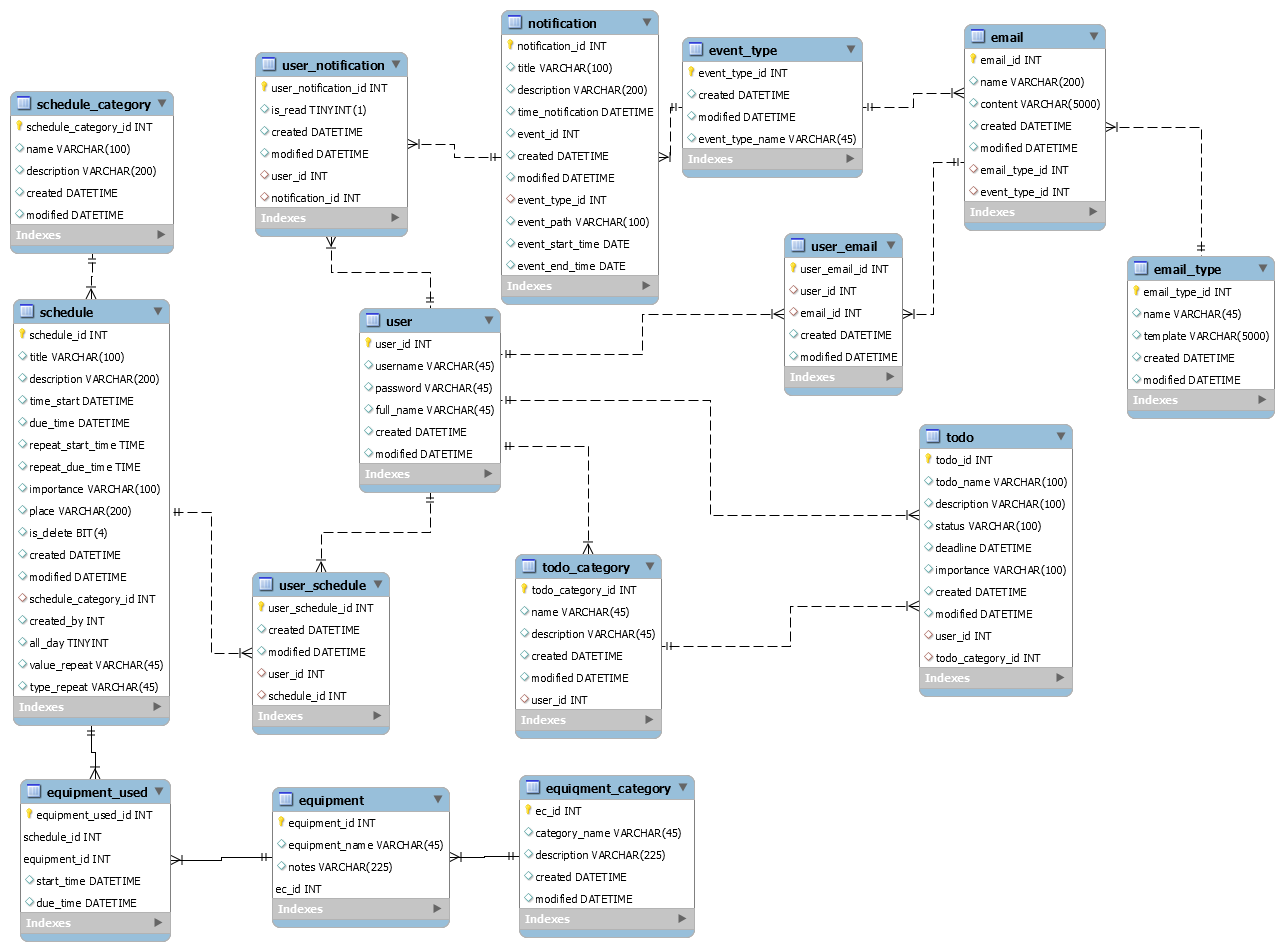 notification
notification_id INT
title VARCHAR(100)
description VARCHAR(200)
time_notification DATETIME
event_id INT
created DATETIME
modified DATETIME
event_type_id INT
event_path VARCHAR(100)
event_start_time DATE
event_end_time DATE
Indexes
event_type
event_type_id INT
created DATETIME
modified DATETIME
event_type_name VARCHAR(45)
Indexes
email
email_id INT
name VARCHAR(200)
content VARCHAR(5000)
created DATETIME
modified DATETIME
email_type_id INT
event_type_id INT
Indexes
user_notification
user_notification_id INT
is_read TINYINT(1)
created DATETIME
modified DATETIME
user_id INT
notification_id INT
Indexes
schedule_category
schedule_category_id INT
name VARCHAR(100)
description VARCHAR(200)
created DATETIME
modified DATETIME
Indexes
user_email
user_email_id INT
user_id INT
email_id INT
created DATETIME
modified DATETIME
Indexes
email_type
email_type_id INT
name VARCHAR(45)
template VARCHAR(5000)
created DATETIME
modified DATETIME
Indexes
schedule
schedule_id INT
title VARCHAR(100)
description VARCHAR(200)
time_start DATETIME
due_time DATETIME
repeat_start_time TIME
repeat_due_time TIME
importance VARCHAR(100)
place VARCHAR(200)
is_delete BIT(4)
created DATETIME
modified DATETIME
schedule_category_id INT
created_by INT
all_day TINYINT
value_repeat VARCHAR(45)
type_repeat VARCHAR(45)
Indexes
user
user_id INT
username VARCHAR(45)
password VARCHAR(45)
full_name VARCHAR(45)
created DATETIME
modified DATETIME
Indexes
todo
todo_id INT
todo_name VARCHAR(100)
description VARCHAR(100)
status VARCHAR(100)
deadline DATETIME
importance VARCHAR(100)
created DATETIME
modified DATETIME
user_id INT
todo_category_id INT
Indexes
user_schedule
user_schedule_id INT
created DATETIME
modified DATETIME
user_id INT
schedule_id INT
Indexes
todo_category
todo_category_id INT
name VARCHAR(45)
description VARCHAR(45)
created DATETIME
modified DATETIME
user_id INT
Indexes
equipment_used
equipment_used_id INT
schedule_id INT
equipment_id INT
start_time DATETIME
due_time DATETIME
Indexes
equipment
equipment_id INT
equipment_name VARCHAR(45)
notes VARCHAR(225)
ec_id INT
Indexes
equiqment_category
ec_id INT
category_name VARCHAR(45)
description VARCHAR(225)
created DATETIME
modified DATETIME
Indexes